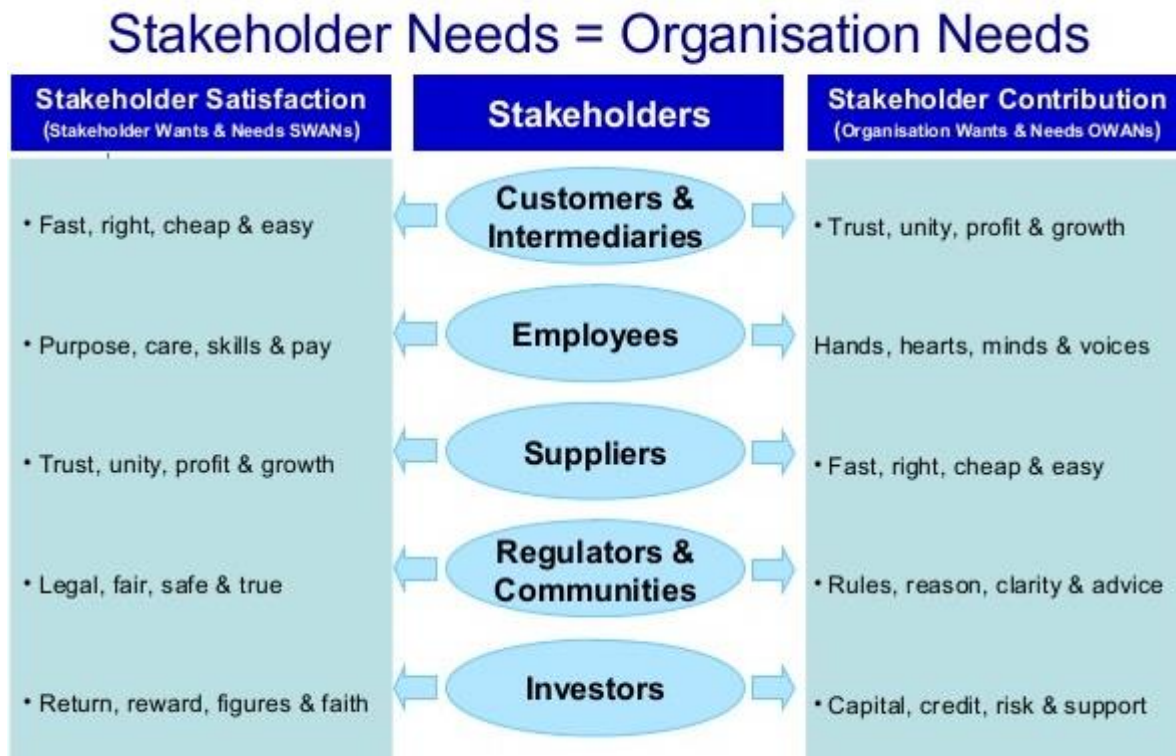 Stakeholder Needs = Organisation Needs
Stakeholder Satisfaction
(Stakeholder Wants & Needs SWANs)
Stakeholders
Stakeholder Contribution
(Organisation Wants & Needs OWANs)
• Fast, right, cheap & easy
Customers &
Intermediaries
• Trust, unity, profit & growth
• Purpose, care, skills & pay
Employees
Hands, hearts, minds & voices
• Trust, unity, profit & growth
Suppliers
• Fast, right, cheap & easy
• Legal, fair, safe & true
Regulators &
Communities
• Rules, reason, clarity & advice
• Return, reward, figures & faith
Investors
• Capital, credit, risk & support